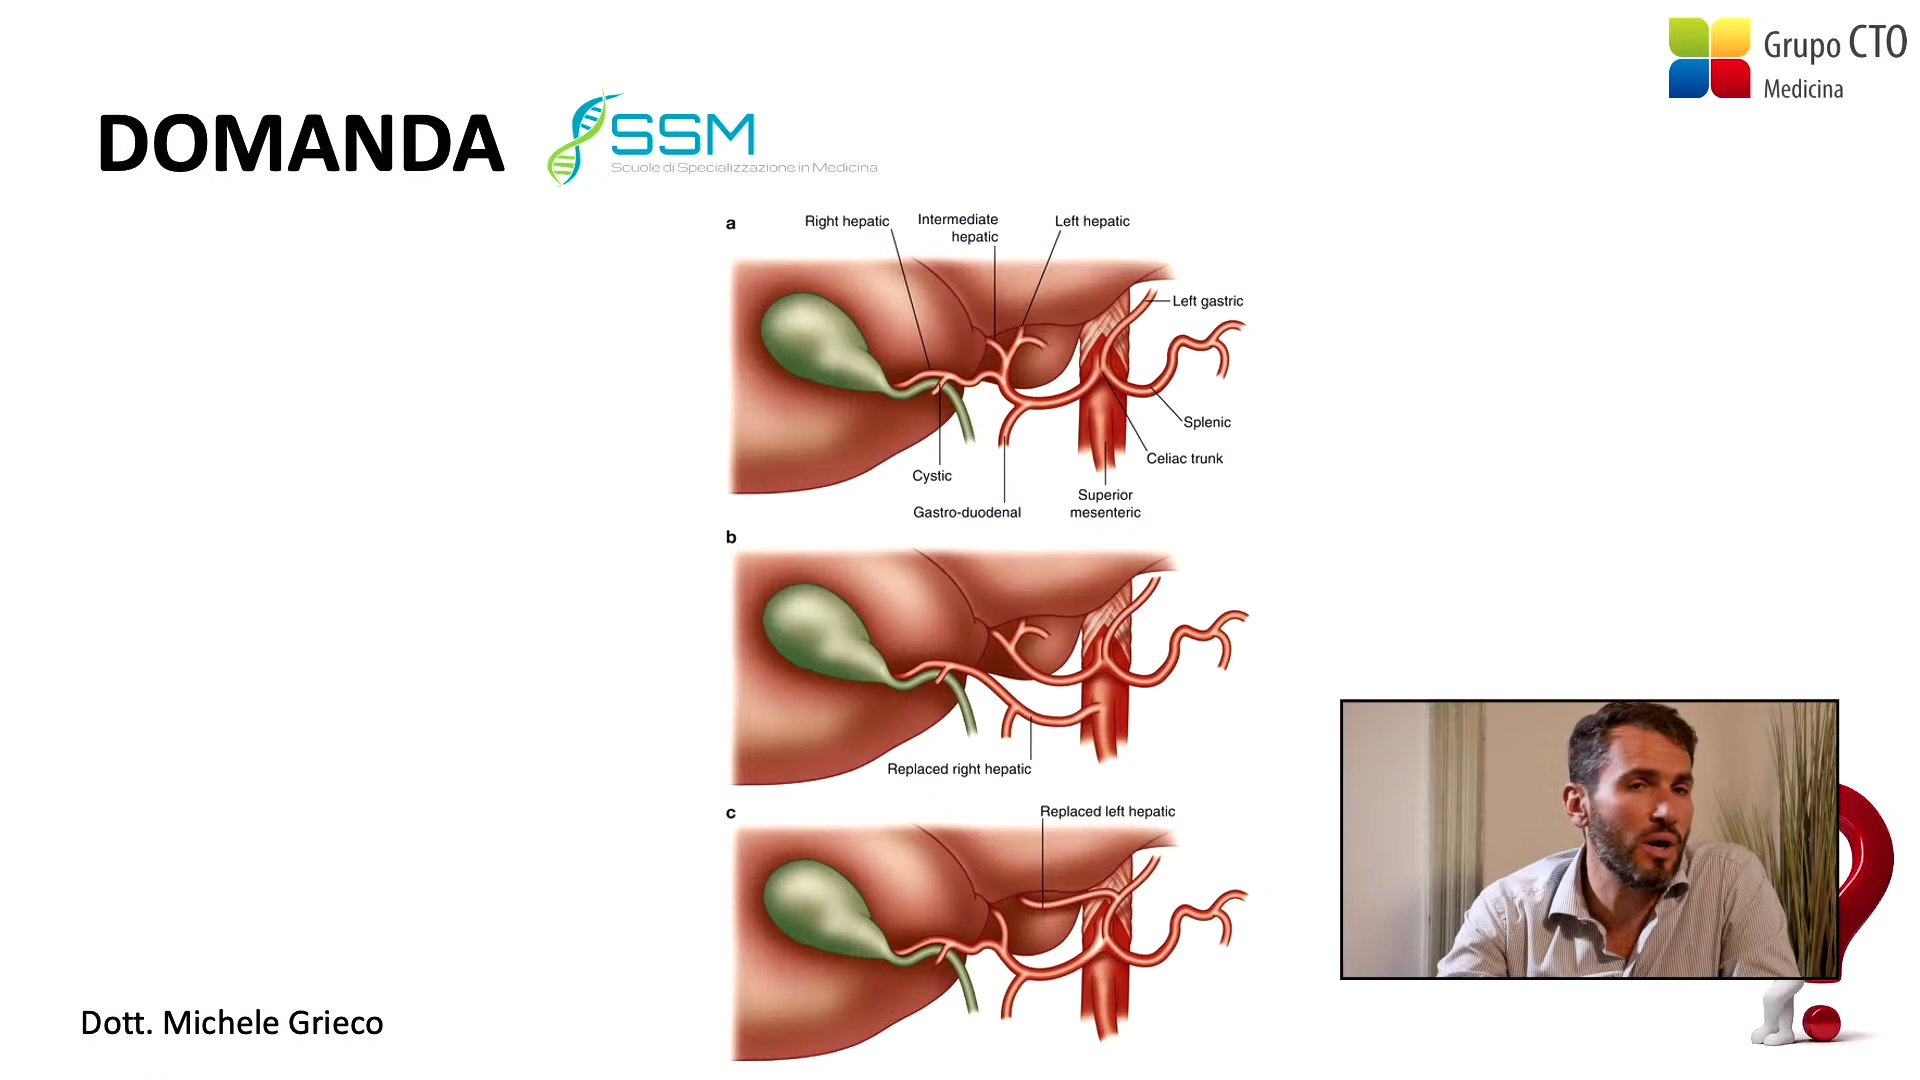 Grupo CTO
Medicina
DOMANDA
SSM
Scuole di Specializzazione in Medicina
a
Right hepatic
Intermediate
hepatic
Left hepatic
Left gastric
Splenic
Celiac trunk
Cystic
Superior
mesenteric
Gastro-duodenal
b
Replaced right hepatic
c
Replaced left hepatic
Dott. Michele Grieco